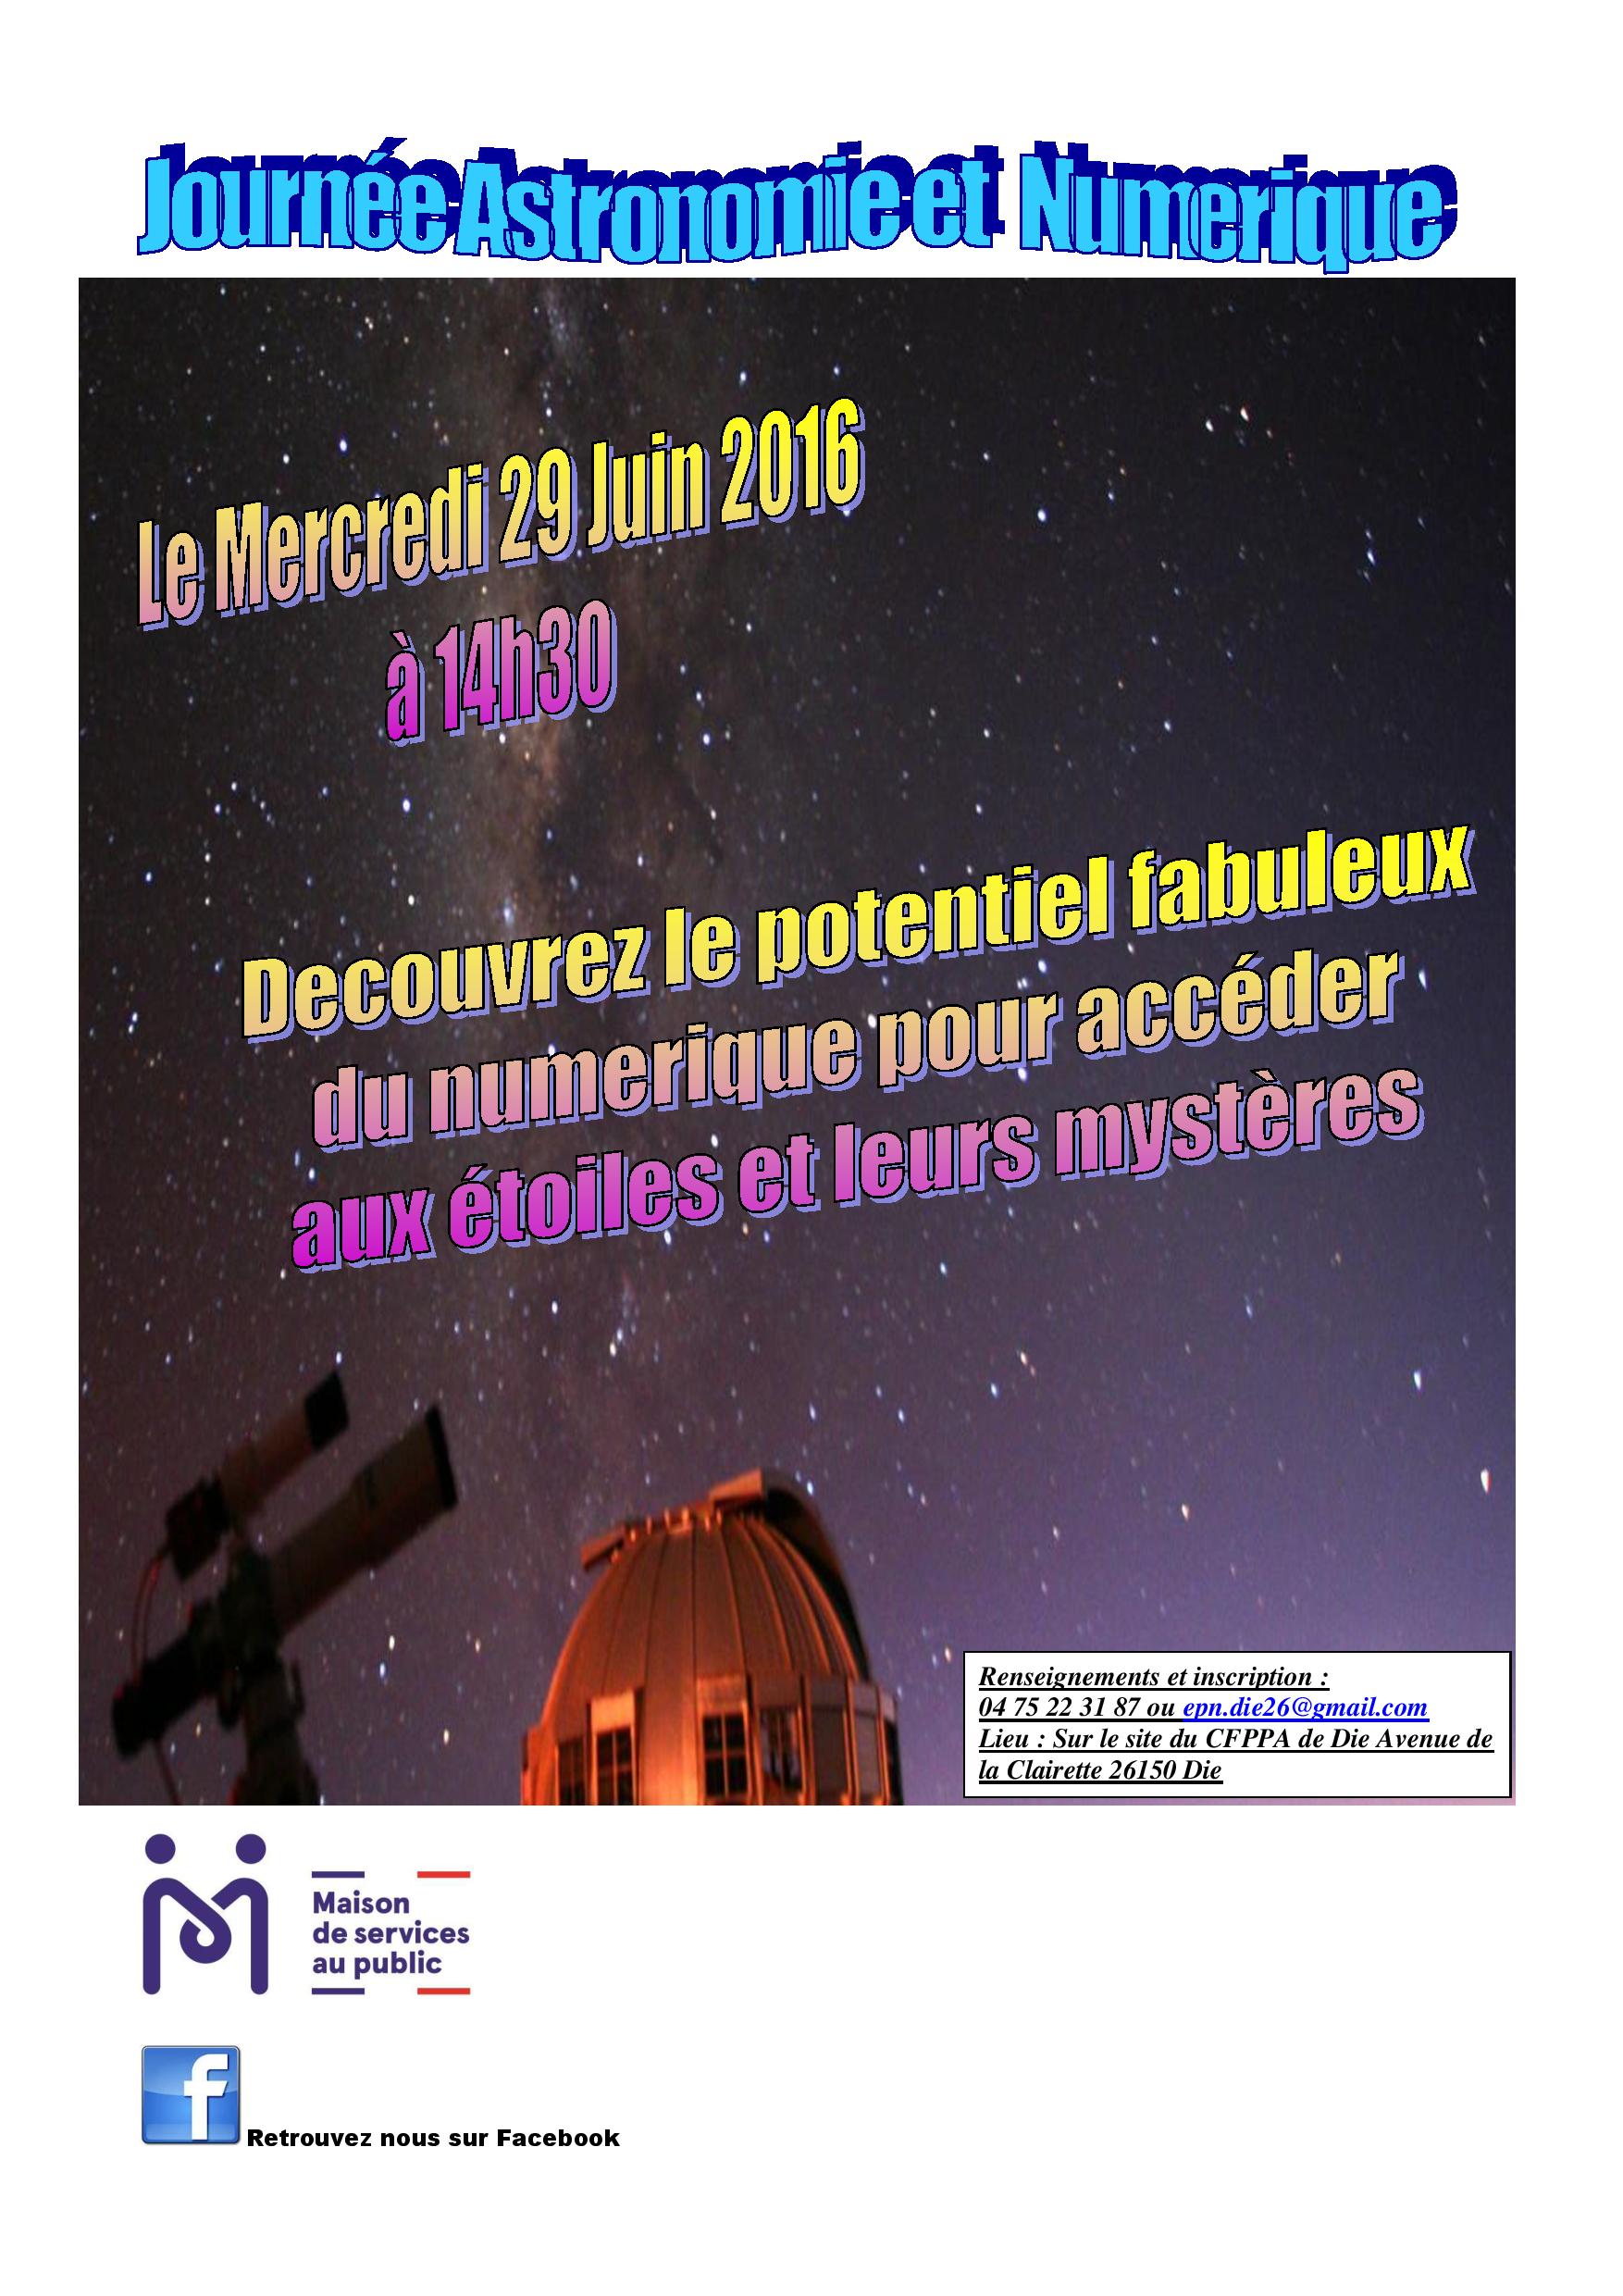 Journée Astronomie et Numerique
Le Mercredi 29 Juin 2016
à 14h30
Decouvrez le potentiel fabuleux
du numerique pour accéder
aux étoiles et leurs mystères
Renseignements et inscription :
04 75 22 31 87 ou epn.die26@gmail.com
Lieu : Sur le site du CFPPA de Die Avenue de
la Clairette 26150 Die
Maison
de services
au public
Retrouvez nous sur Facebook